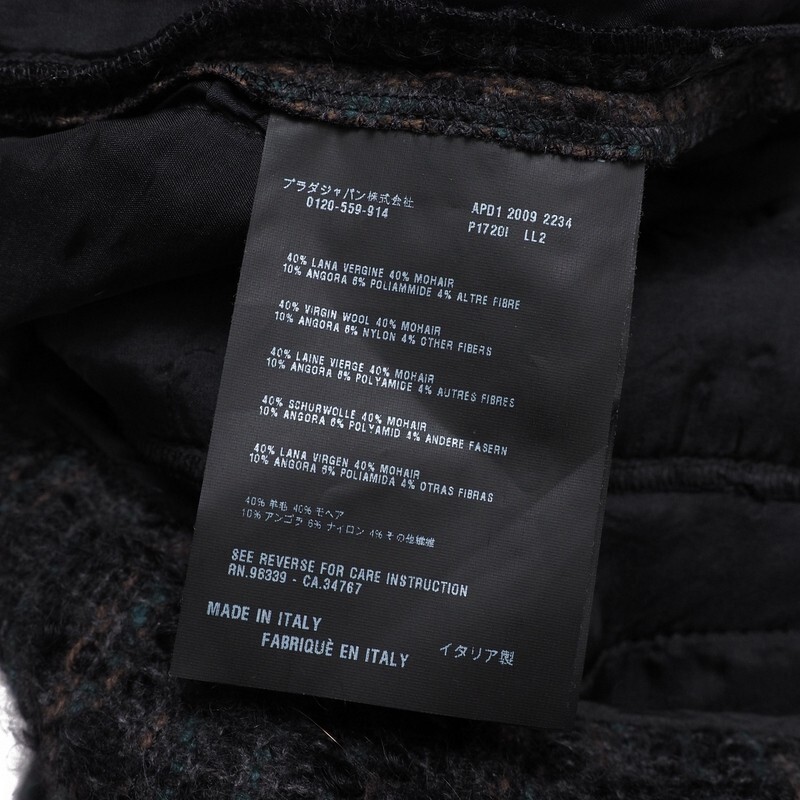 プラダジャパン株式会社
0120-559-914
APD1 2009 2234
P1720I LL2
40% LANA VERGINE 40% MOHAIR
10% ANGORA 6% POLIAMMIDE 4% ALTRE FIBRE
40% VIRGIN WOOL 40% MOHAIR
10% ANGORA 6% NYLON 4% OTHER FIBERS
40% LAINE VIERGE 40% MOHAIR
10% ANGORA 6% POLYAMIDE 4% AUTRES FIBRES
40% SCHURWOLLE 40% MOHAIR
10% ANGORA 6% POLYAMID 4% ANDERE FASERN
40% LANA VIRGEN 40% MOHAIR
10% ANGORA 6% POLIAMIDA 4% OTRAS FIBRAS
40% 羊毛 40% モヘア
10% アンゴラ 6% ナイロン 4% その他繊維
SEE REVERSE FOR CARE INSTRUCTION
RN.96339 - CA.34767
MADE IN ITALY
FABRIQUÈ EN ITALY
イタリア製